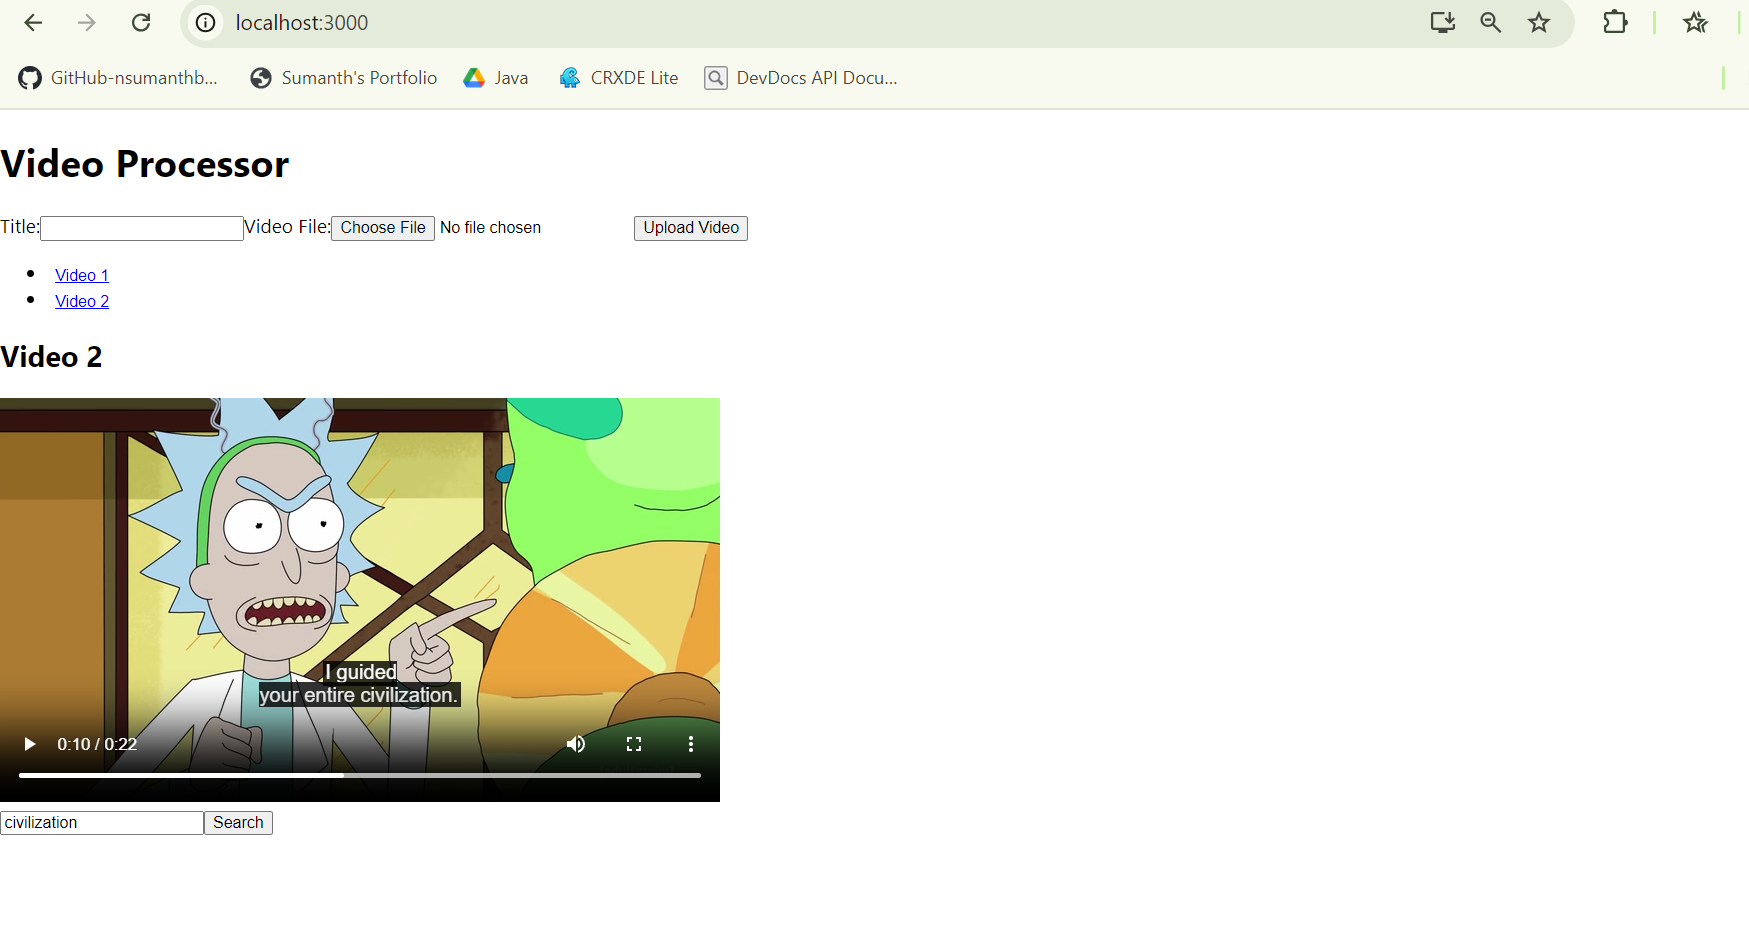 localhost:3000
GitHub-nsumanthb... Sumanth's Portfolio Java CRXDE Lite DevDocs API Docu...
Video Processor
Title: Video File: Choose File No file chosen Upload Video
Video 1
Video 2
Video 2
I guided
your entire civilization.
0:10 / 0:22
civilization Search